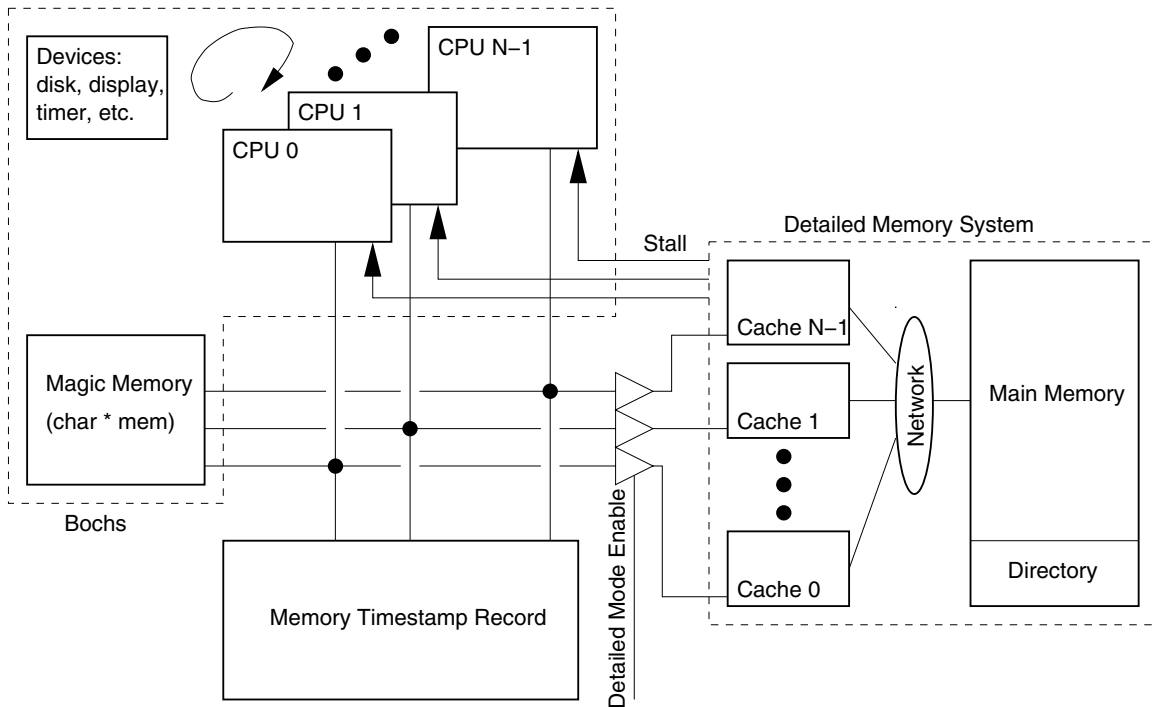 Devices:
disk, display,
timer, etc.
CPU N−1
CPU 1
CPU 0
Stall
Detailed Memory System
Magic Memory
(char * mem)
Bochs
Memory Timestamp Record
Detailed Mode Enable
Cache N−1
Cache 1
Cache 0
Network
Main Memory
Directory